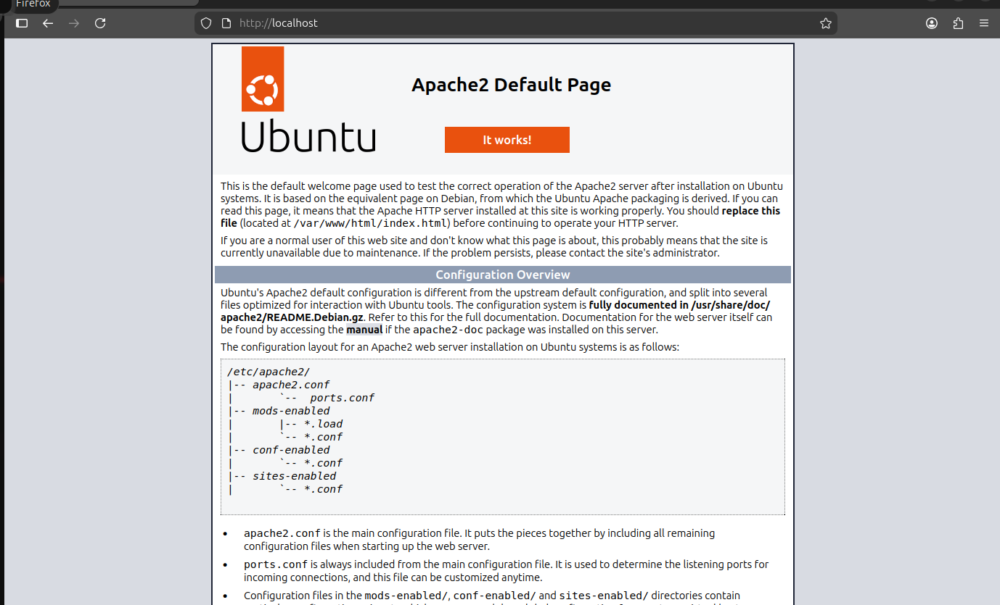 Firefox
http://localhost
Apache2 Default Page
Ubuntu
It works!
This is the default welcome page used to test the correct operation of the Apache2 server after installation on Ubuntu
systems. It is based on the equivalent page on Debian, from which the Ubuntu Apache packaging is derived. If you can
read this page, it means that the Apache HTTP server installed at this site is working properly. You should replace this
file (located at /var/www/html/index.html) before continuing to operate your HTTP server.
If you are a normal user of this web site and don't know what this page is about, this probably means that the site is
currently unavailable due to maintenance. If the problem persists, please contact the site's administrator.
Configuration Overview
Ubuntu's Apache2 default configuration is different from the upstream default configuration, and split into several
files optimized for interaction with Ubuntu tools. The configuration system is fully documented in /usr/share/doc/
apache2/README.Debian.gz. Refer to this for the full documentation. Documentation for the web server itself can
be found by accessing the manual if the apache2-doc package was installed on this server.
The configuration layout for an Apache2 web server installation on Ubuntu systems is as follows:
/etc/apache2/
|-- apache2.conf
|       `--  ports.conf
|-- mods-enabled
|       |-- *.load
|       `-- *.conf
|-- conf-enabled
|       `-- *.conf
|-- sites-enabled
|       `-- *.conf
• apache2.conf is the main configuration file. It puts the pieces together by including all remaining
configuration files when starting up the web server.
• ports.conf is always included from the main configuration file. It is used to determine the listening ports for
incoming connections, and this file can be customized anytime.
• Configuration files in the mods-enabled/, conf-enabled/ and sites-enabled/ directories contain